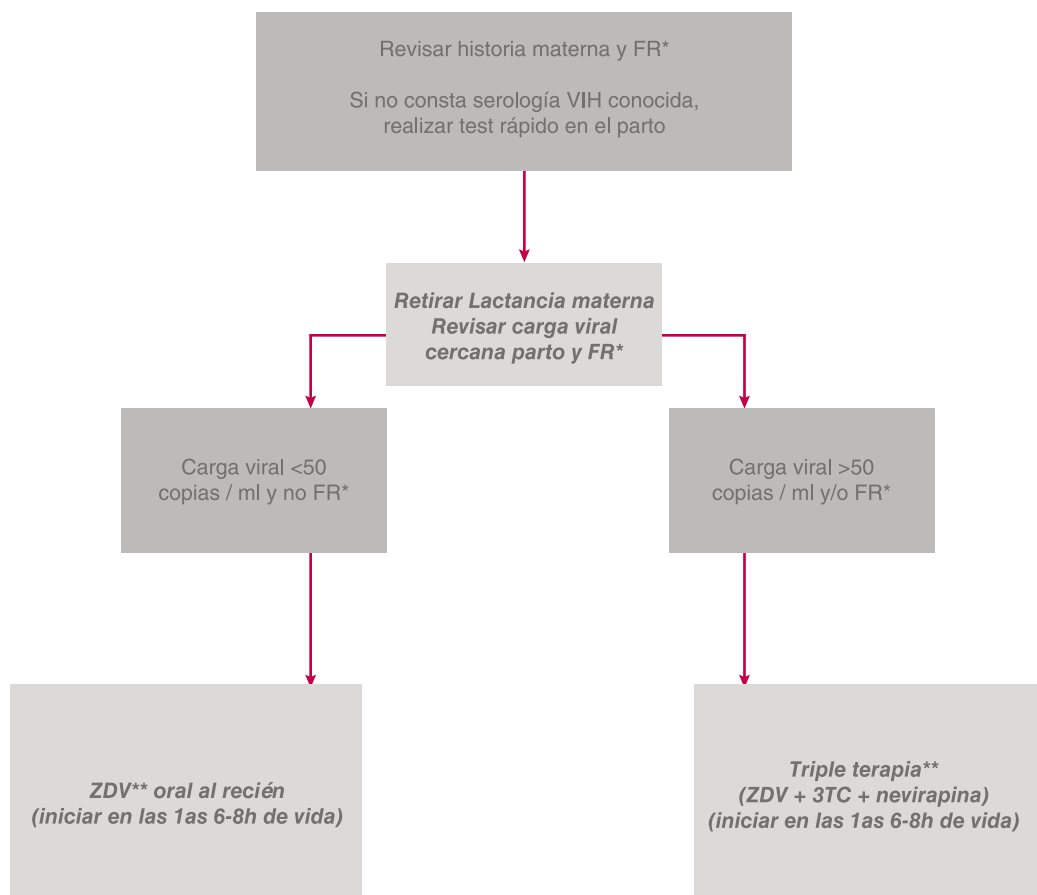 Revisar historia materna y FR*
Si no consta serología VIH conocida,
realizar test rápido en el parto
Retirar Lactancia materna
Revisar carga viral
cercana parto y FR*
Carga viral <50
copias / ml y no FR*
Carga viral >50
copias / ml y/o FR*
ZDV** oral al recién
(iniciar en las 1as 6-8h de vida)
Triple terapia**
(ZDV + 3TC + nevirapina)
(iniciar en las 1as 6-8h de vida)